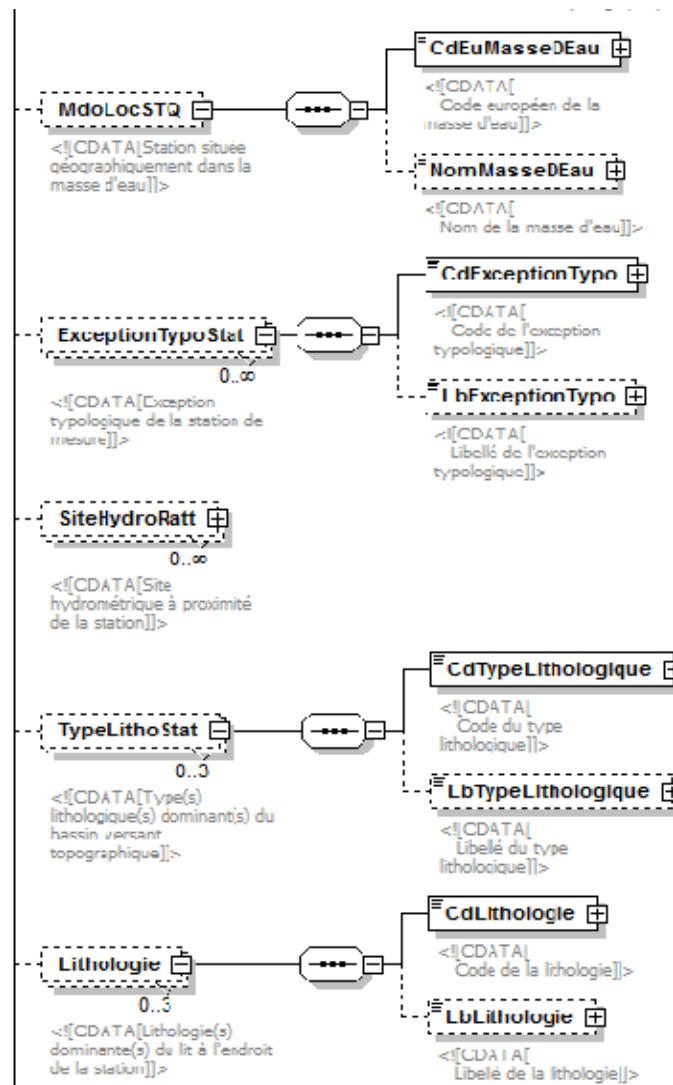 CdEuMasseDEau
<![CDATA[
Code européen de la
masse d'eau]]>
MdoLocSTQ
<![CDATA[Station située
géographiquement dans la
masse d'eau]]>
NomMasseDEau
<![CDATA[
Nom de la masse d'eau]]>
CdExceptionTypo
<![CDATA[
Code de l'exception
typologique]]>
ExceptionTypoStat
0..∞
<![CDATA[Exception
typologique de la station de
mesure]]>
LbExceptionTypo
<![CDATA[
Libellé de l'exception
typologique]]>
SiteHydroRatt
0..∞
<![CDATA[Site
hydrométrique à proximité
de la station]]>
CdTypeLithologique
<![CDATA[
Code du type
lithologique]]>
TypeLithoStat
0..3
<![CDATA[Type(s)
lithologique(s) dominant(s) du
bassin versant
topographique]]>
LbTypeLithologique
<![CDATA[
Libellé du type
lithologique]]>
CdLithologie
<![CDATA[
Code de la lithologie]]>
Lithologie
0..3
<![CDATA[Lithologie(s)
dominante(s) du lit à l'endroit
de la station]]>
LbLithologie
<![CDATA[
Libellé de la lithologie]]>